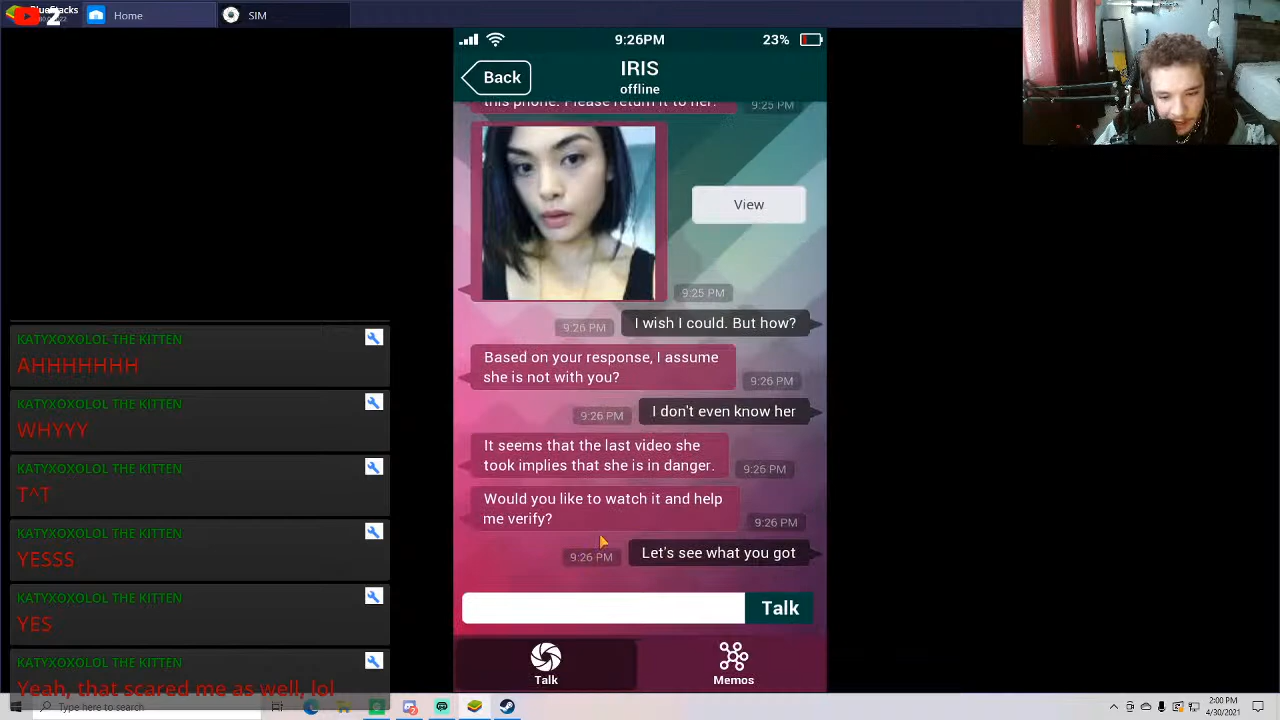 BlueStacks
Home
SIM
2
9:26PM
23%
Back
IRIS
offline
this phone. Please return it to her.
9:25 PM
View
9:25 PM
I wish I could. But how?
9:26 PM
Based on your response, I assume
she is not with you?
9:26 PM
I don't even know her
9:26 PM
It seems that the last video she
took implies that she is in danger.
9:26 PM
Would you like to watch it and help
me verify?
9:26 PM
Let's see what you got
9:26 PM
Talk
Talk
Memos
KATYXOXOLOL THE KITTEN
AHHHHHHH
KATYXOXOLOL THE KITTEN
WHYYY
KATYXOXOLOL THE KITTEN
T^T
KATYXOXOLOL THE KITTEN
YESSS
KATYXOXOLOL THE KITTEN
YES
KATYXOXOLOL THE KITTEN
Yeah, that scared me as well, lol
Type here to search
2:00 PM
4/30/2021